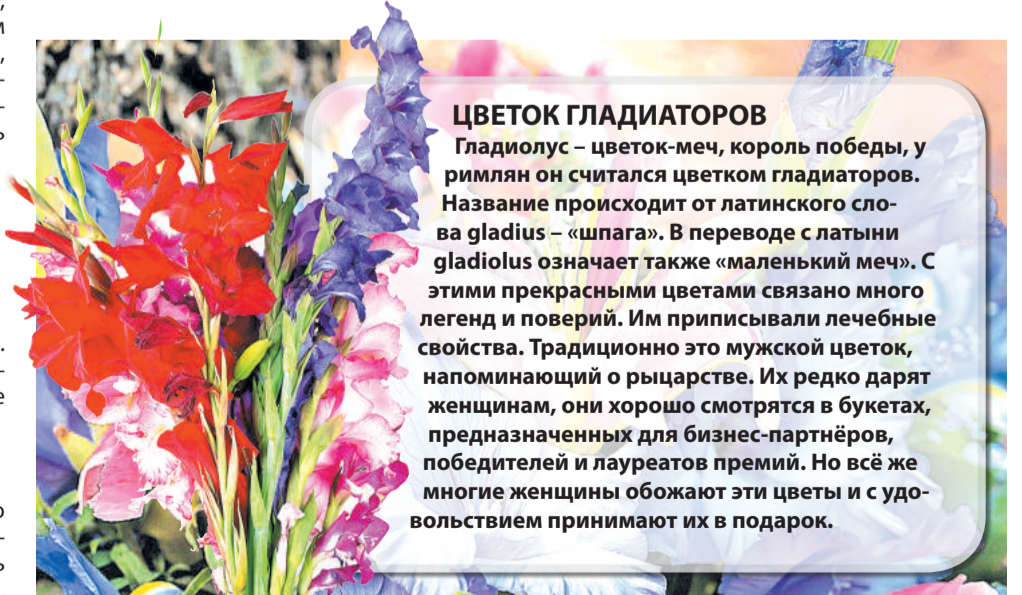 ЦВЕТОК ГЛАДИАТОРОВ
Гладиолус – цветок-меч, король победы, у
римлян он считался цветком гладиаторов.
Название происходит от латинского сло-
ва gladius – «шпага». В переводе с латыни
gladiolus означает также «маленький меч». С
этими прекрасными цветами связано много
легенд и поверий. Им приписывали лечебные
свойства. Традиционно это мужской цветок,
напоминающий о рыцарстве. Их редко дарят
женщинам, они хорошо смотрятся в букетах,
предназначенных для бизнес-партнёров,
победителей и лауреатов премий. Но всё же
многие женщины обожают эти цветы и с удо-
вольствием принимают их в подарок.